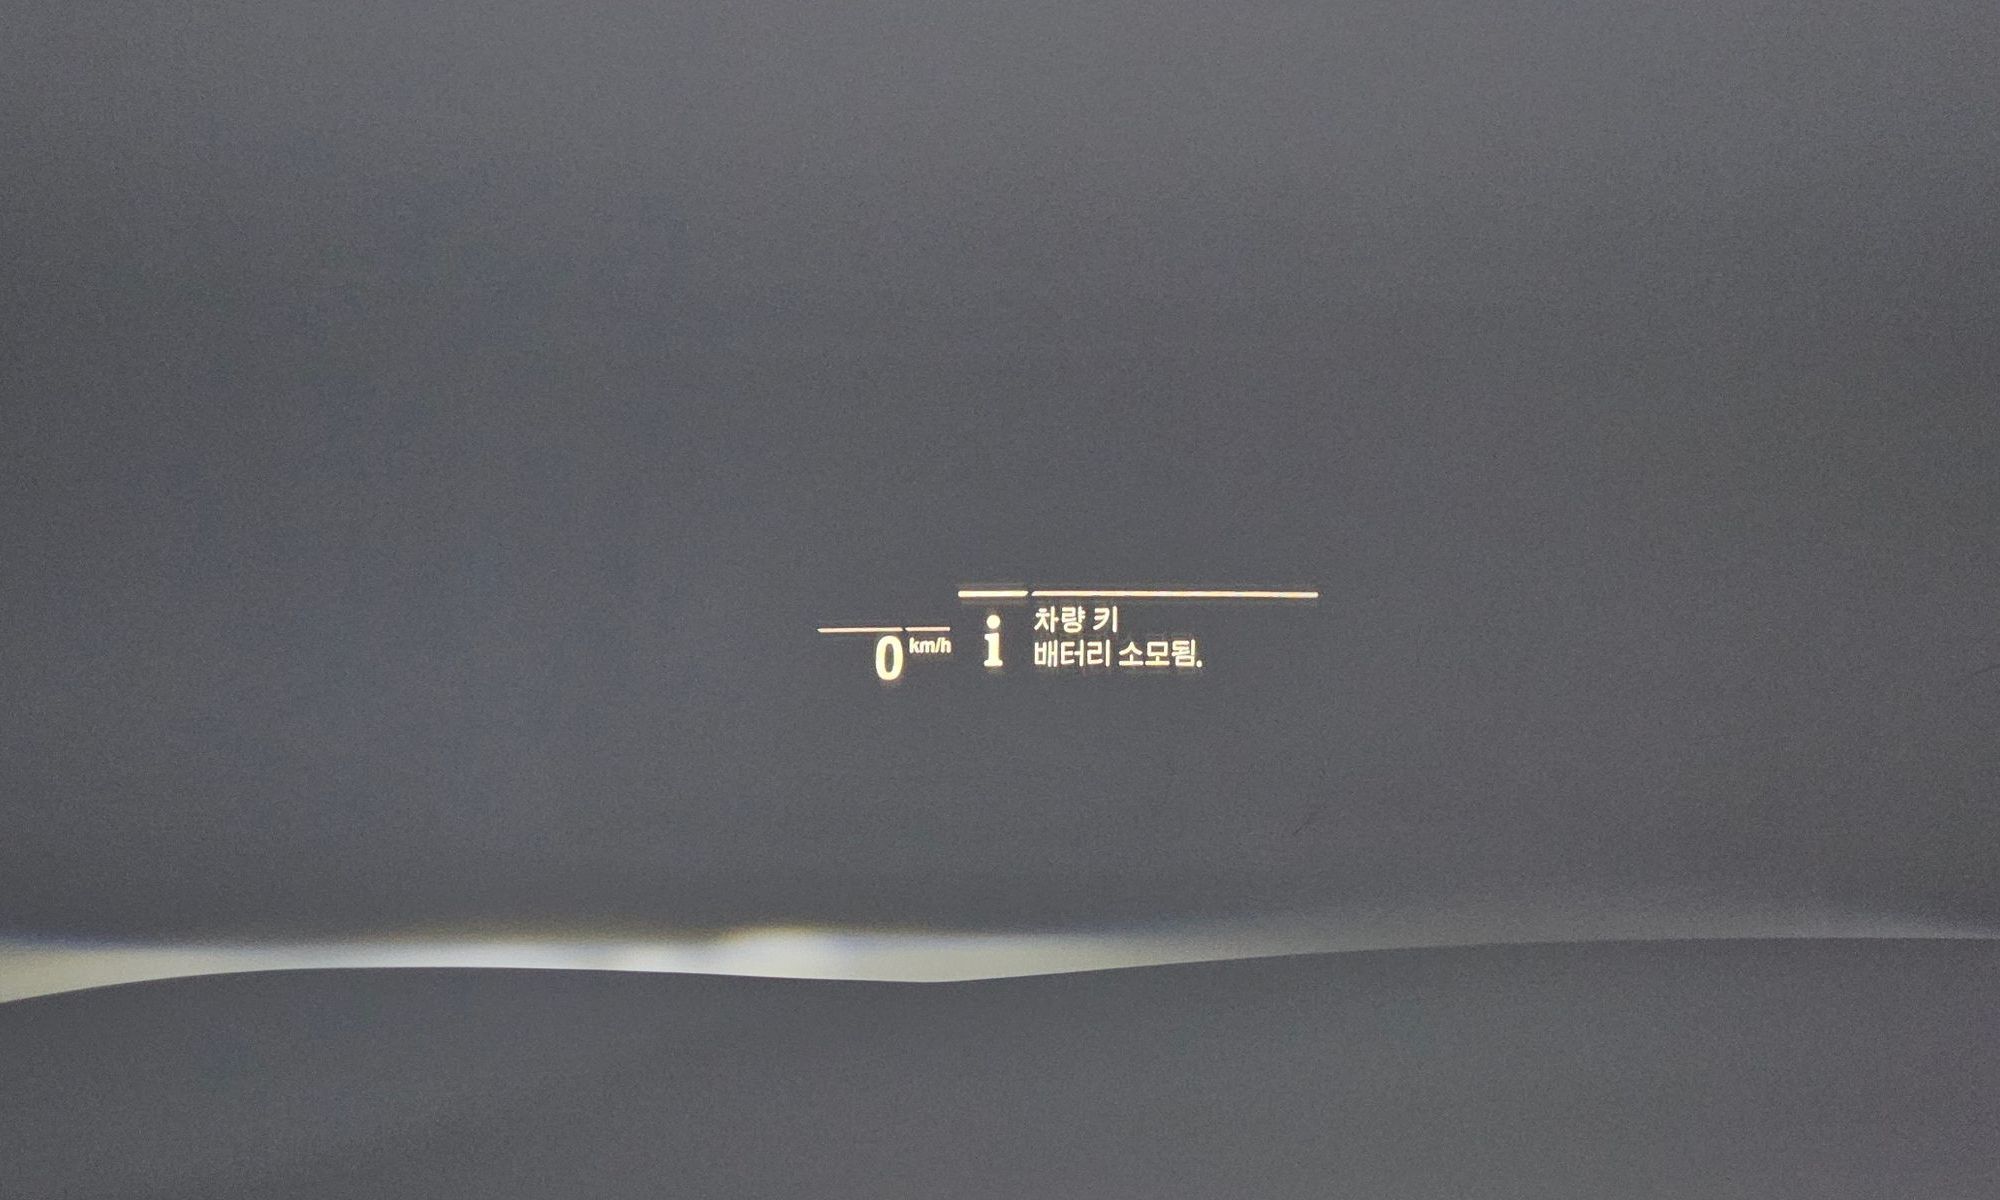 0 km/h
i 차량 키
배터리 소모됨.